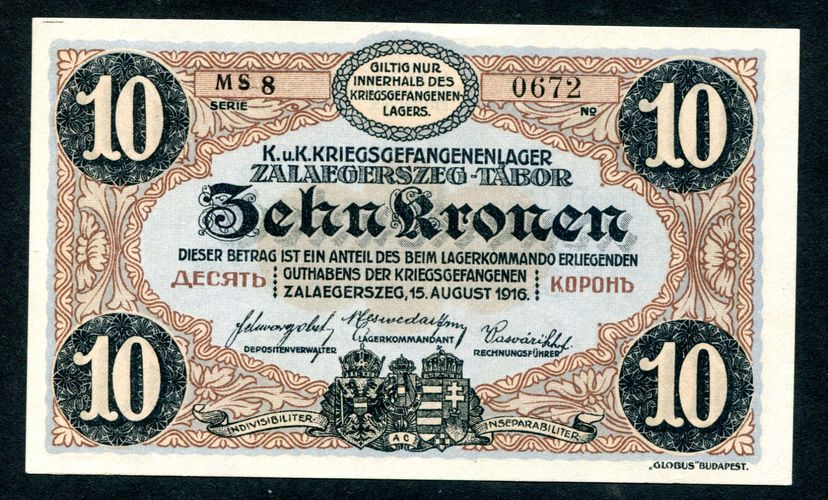 10
MS 8
SERIE
GILTIG NUR
INNERHALB DES
KRIEGSGEFANGENEN-
LAGERS.
0672
No
10
K.u.K.KRIEGSGEFANGENENLAGER
ZALAEGERSZEG-TÁBOR
Zehn Kronen
DIESER BETRAG IST EIN ANTEIL DES BEIM LAGERKOMMANDO ERLIEGENDEN
ДЕСЯТЬ GUTHABENS DER KRIEGSGEFANGENEN КОРОНЪ
ZALAEGERSZEG, 15. AUGUST 1916.
DEPOSITENVERWALTER
LAGERKOMMANDANT
RECHNUNGSFÜHRER
10
INDIVISIBILITER
AC
INSEPARABILITER
10
„GLOBUS" BUDAPEST.